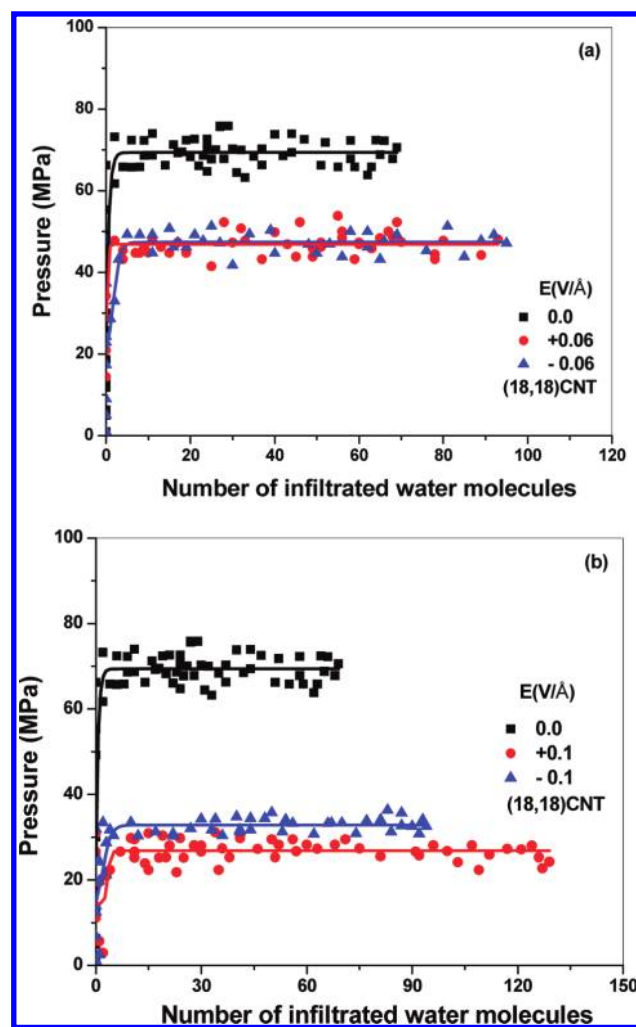 100
(a)
80
60
Pressure (MPa)
40
E(V/Å)
0.0
+0.06
20
- 0.06
(18,18)CNT
0
0 20 40 60 80 100 120
Number of infiltrated water molecules
100
(b)
80
60
Pressure (MPa)
E(V/Å)
0.0
+0.1
40
- 0.1
(18,18)CNT
20
0
0 30 60 90 120 150
Number of infiltrated water molecules